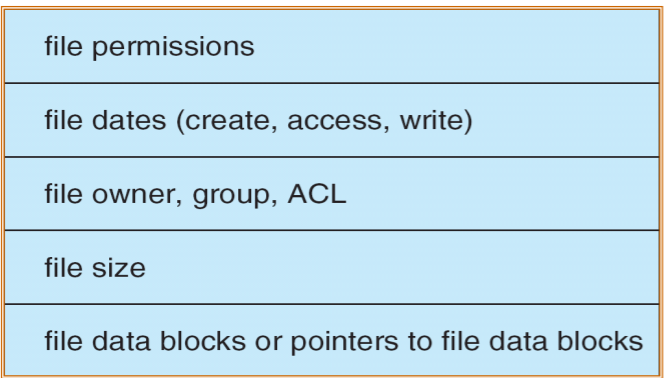 file permissions
file dates (create, access, write)
file owner, group, ACL
file size
file data blocks or pointers to file data blocks